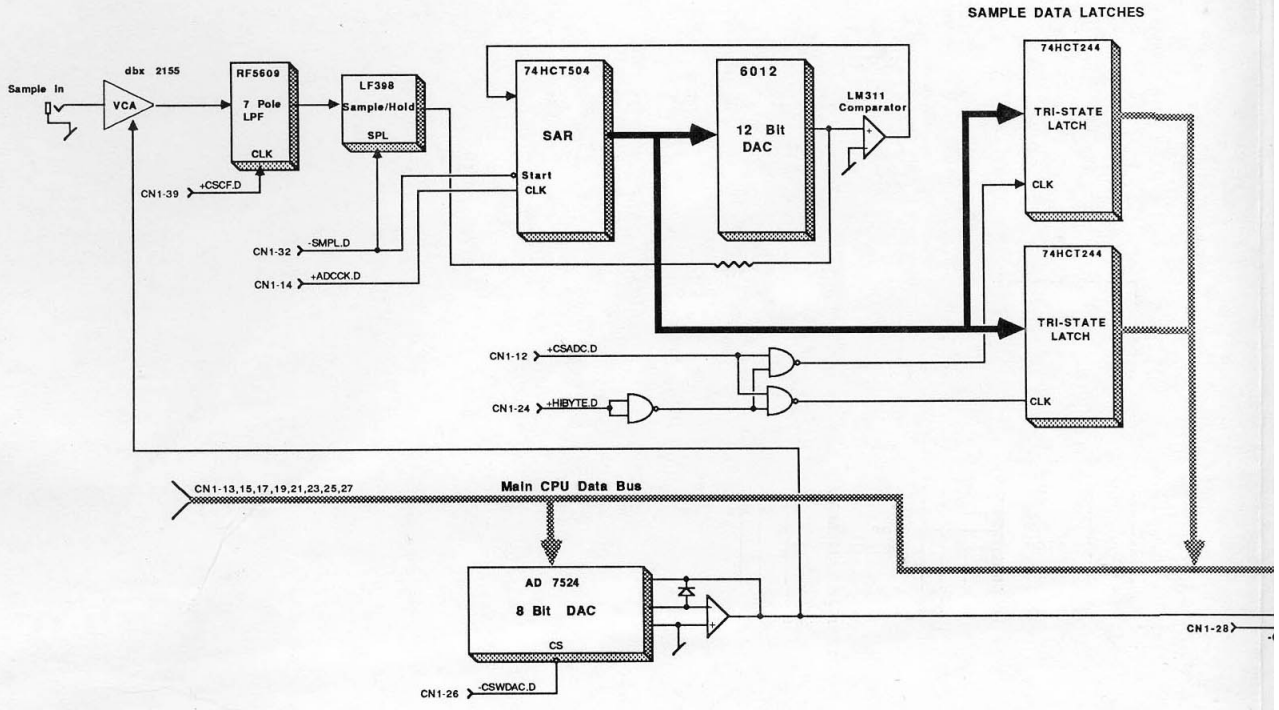 SAMPLE DATA LATCHES
dbx 2155
Sample In
VCA
RF5609
7 Pole
LPF
CLK
LF398
Sample/Hold
SPL
74HCT504
SAR
Start
CLK
6012
12 Bit
DAC
LM311
Comparator
74HCT244
TRI-STATE
LATCH
CLK
CN1-39
+CSCF.D
CN1-32
-SMPL.D
CN1-14
+ADCCK.D
74HCT244
TRI-STATE
LATCH
CLK
CN1-12
+CSADC.D
CN1-24
+HIBYTE.D
CN1-13,15,17,19,21,23,25,27
Main CPU Data Bus
AD 7524
8 Bit DAC
CS
CN1-26
-CSWDAC.D
CN1-28